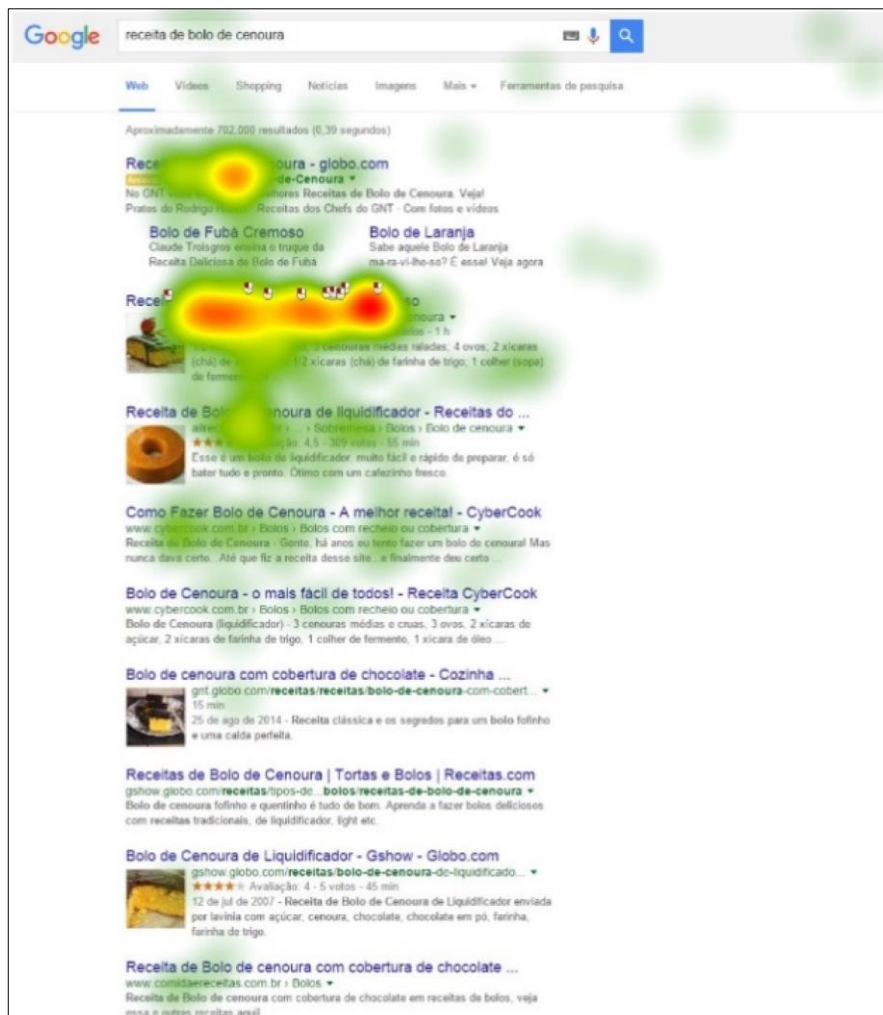 Google
receita de bolo de cenoura
Web Vídeos Shopping Notícias Imagens Mais Ferramentas de pesquisa
Aproximadamente 702.000 resultados (0,39 segundos)
- globo.com
-de-Cenoura
No GNT Receitas de Bolo de Cenoura. Veja!
Pratos do Rodrigo Receitas dos Chefs do GNT - Com fotos e vídeos
Bolo de Fubá Cremoso Bolo de Laranja
Claude Troisgros ensina o truque da Sabe aquele Bolo de Laranja
Receita Deliciosa de Bolo de Fubá ma-ra-vi-lho-so? É esse! Veja agora
- 1 h
cenouras médias raladas; 4 ovos; 2 xícaras
(chá) de 1/2 xícaras (chá) de farinha de trigo; 1 colher (sopa)
de
Receita de de liquidificador - Receitas do ...
› ... › Sobremesa › Bolos › Bolo de cenoura
4,5 - 309 votos - 55 min
Esse é um bolo de liquidificador, muito fácil e rápido de preparar, é só
bater tudo e pronto. Ótimo com um cafezinho fresco.
Como Fazer Bolo de Cenoura - A melhor receita! - CyberCook
www.cybercook.com.br › Bolos › Bolos com recheio ou cobertura
Receita de Bolo de Cenoura - Gente, há anos eu tento fazer um bolo de cenoura! Mas
nunca dava certo...Até que fiz a receita desse site...e finalmente deu certo ...
Bolo de Cenoura - o mais fácil de todos! - Receita CyberCook
www.cybercook.com.br › Bolos › Bolos com recheio ou cobertura
Bolo de Cenoura (liquidificador) - 3 cenouras médias e cruas, 3 ovos, 2 xícaras de
açúcar, 2 xícaras de farinha de trigo, 1 colher de fermento, 1 xícara de óleo ...
Bolo de cenoura com cobertura de chocolate - Cozinha ...
gnt.globo.com/receitas/receitas/bolo-de-cenoura-com-cobert...
15 min
25 de ago de 2014 - Receita clássica e os segredos para um bolo fofinho
e uma calda perfeita.
Receitas de Bolo de Cenoura | Tortas e Bolos | Receitas.com
gshow.globo.com/receitas/tipos-de...bolos/receitas-de-bolo-de-cenoura
Bolo de cenoura fofinho e quentinho é tudo de bom. Aprenda a fazer bolos deliciosos
com receitas tradicionais, de liquidificador, light etc.
Bolo de Cenoura de Liquidificador - Gshow - Globo.com
gshow.globo.com/receitas/bolo-de-cenoura-de-liquidificado...
Avaliação: 4 - 5 votos - 45 min
12 de jul de 2007 - Receita de Bolo de Cenoura de Liquidificador enviada
por lavinia com açúcar, cenoura, chocolate, chocolate em pó, farinha,
farinha de trigo.
Receita de Bolo de cenoura com cobertura de chocolate ...
www.comidaereceitas.com.br › Bolos
Receita de Bolo de cenoura com cobertura de chocolate em receitas de bolos, veja
essa e outras receitas aqui!